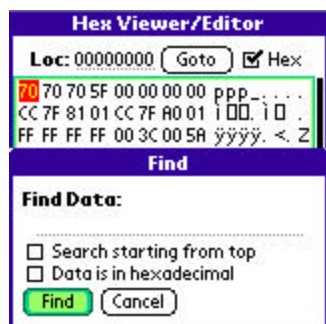 Hex Viewer/Editor
Loc: 00000000 Goto Hex
70 70 70 5F 00 00 00 00 ppp_....
CC 7F 81 01 CC 7F A0 01 Ì .. Ì .
FF FF FF FF 00 3C 00 5A ÿÿÿÿ. <. Z
Find
Find Data:
Search starting from top
Data is in hexadecimal
Find Cancel